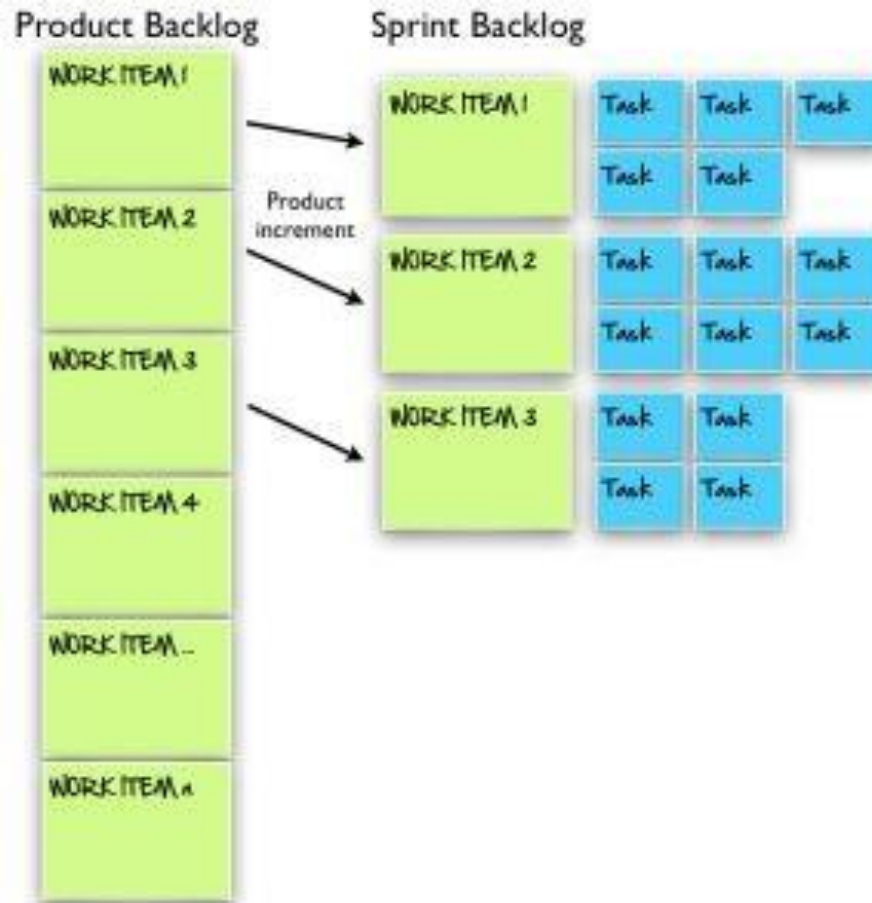 Product Backlog
WORK ITEM 1
WORK ITEM 2
WORK ITEM 3
WORK ITEM 4
WORK ITEM ...
WORK ITEM n
Product
increment
Sprint Backlog
WORK ITEM 1
Task Task Task
Task Task
WORK ITEM 2
Task Task Task
Task Task Task
WORK ITEM 3
Task Task
Task Task